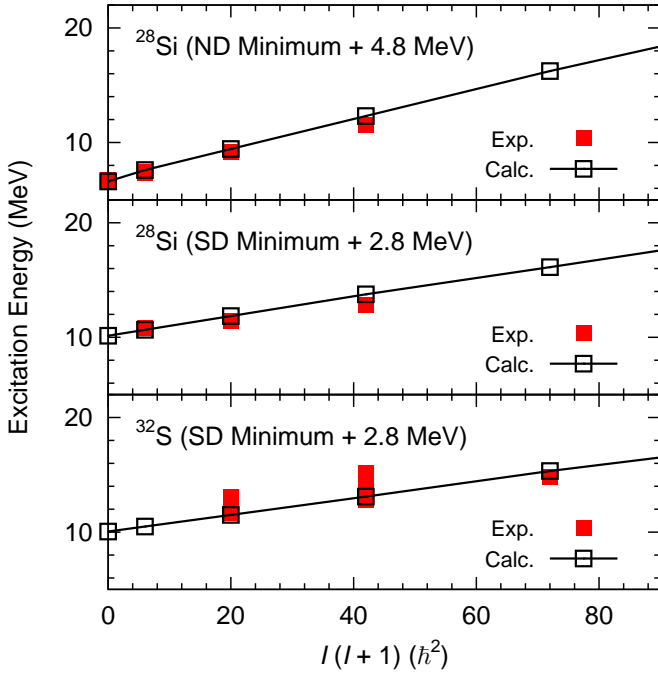 20
10
²⁸Si (ND Minimum + 4.8 MeV)
Exp.
Calc.
20
10
²⁸Si (SD Minimum + 2.8 MeV)
Exp.
Calc.
20
10
³²S (SD Minimum + 2.8 MeV)
Exp.
Calc.
0 20 40 60 80
I (I + 1) (ħ²)
Excitation Energy (MeV)